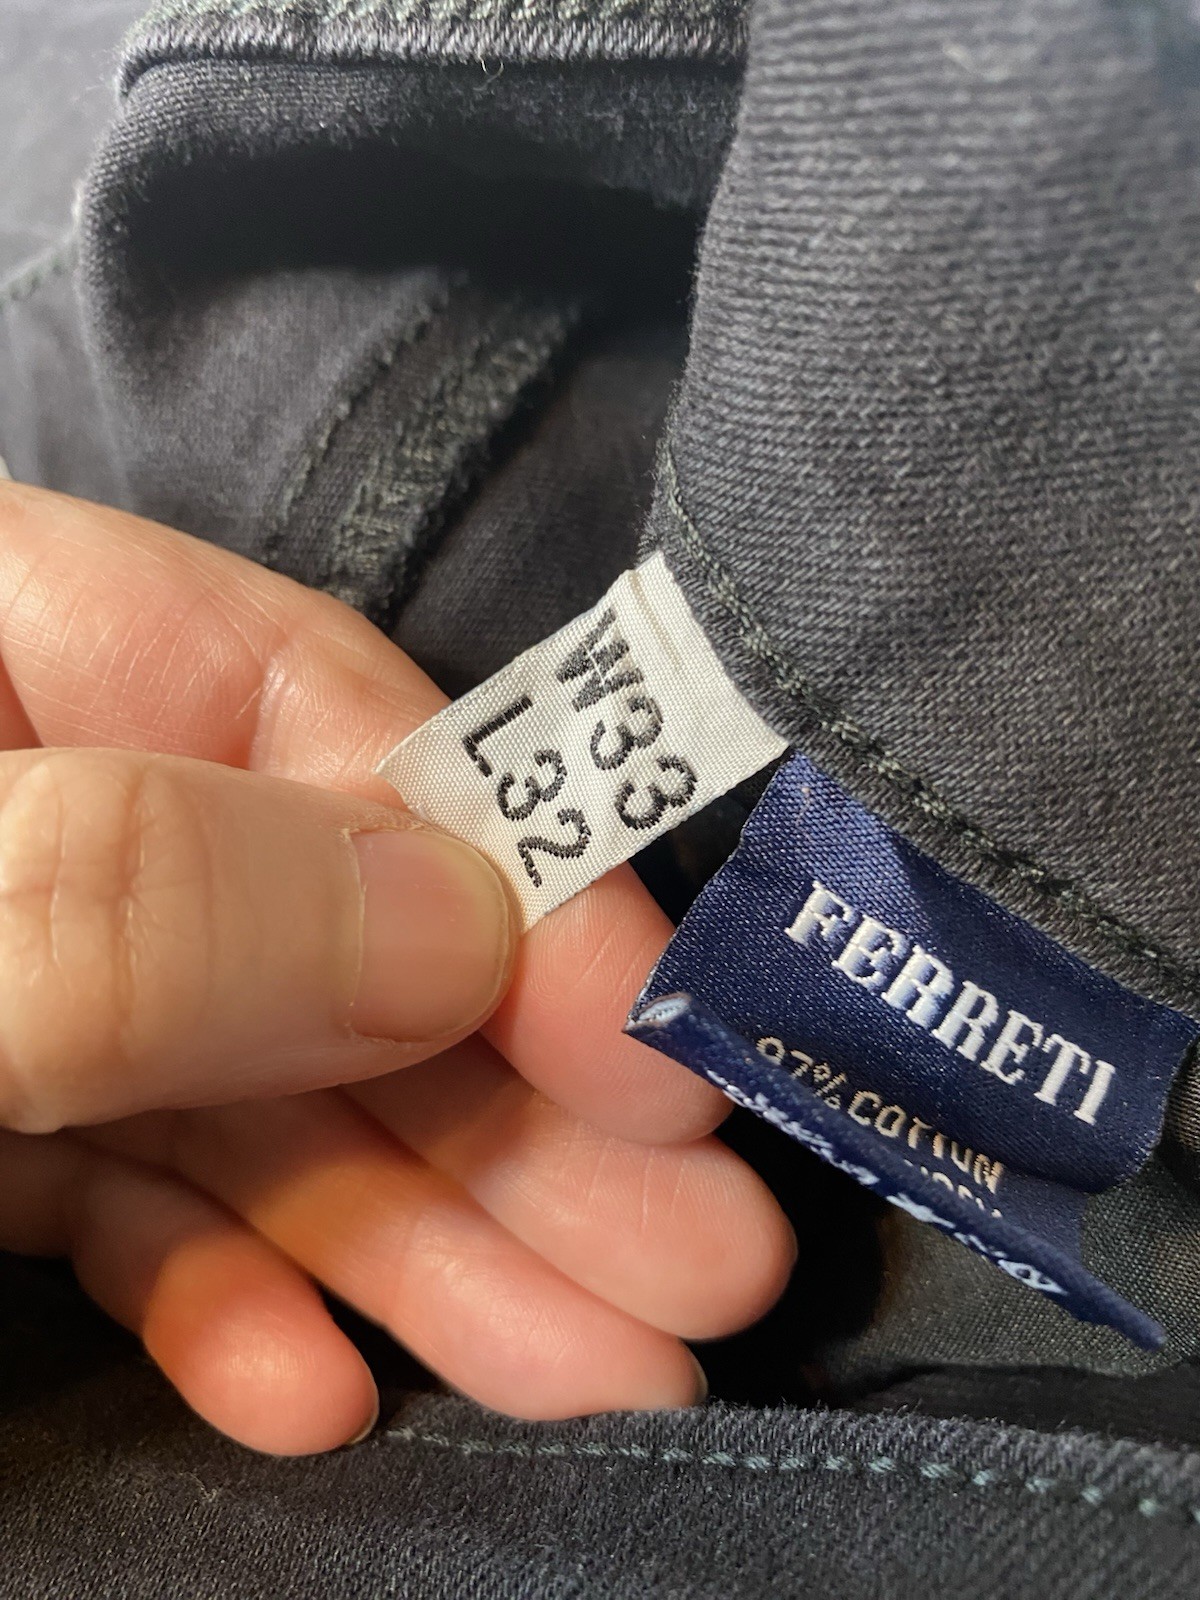 W33
L32
FERRETI
97% COTTON